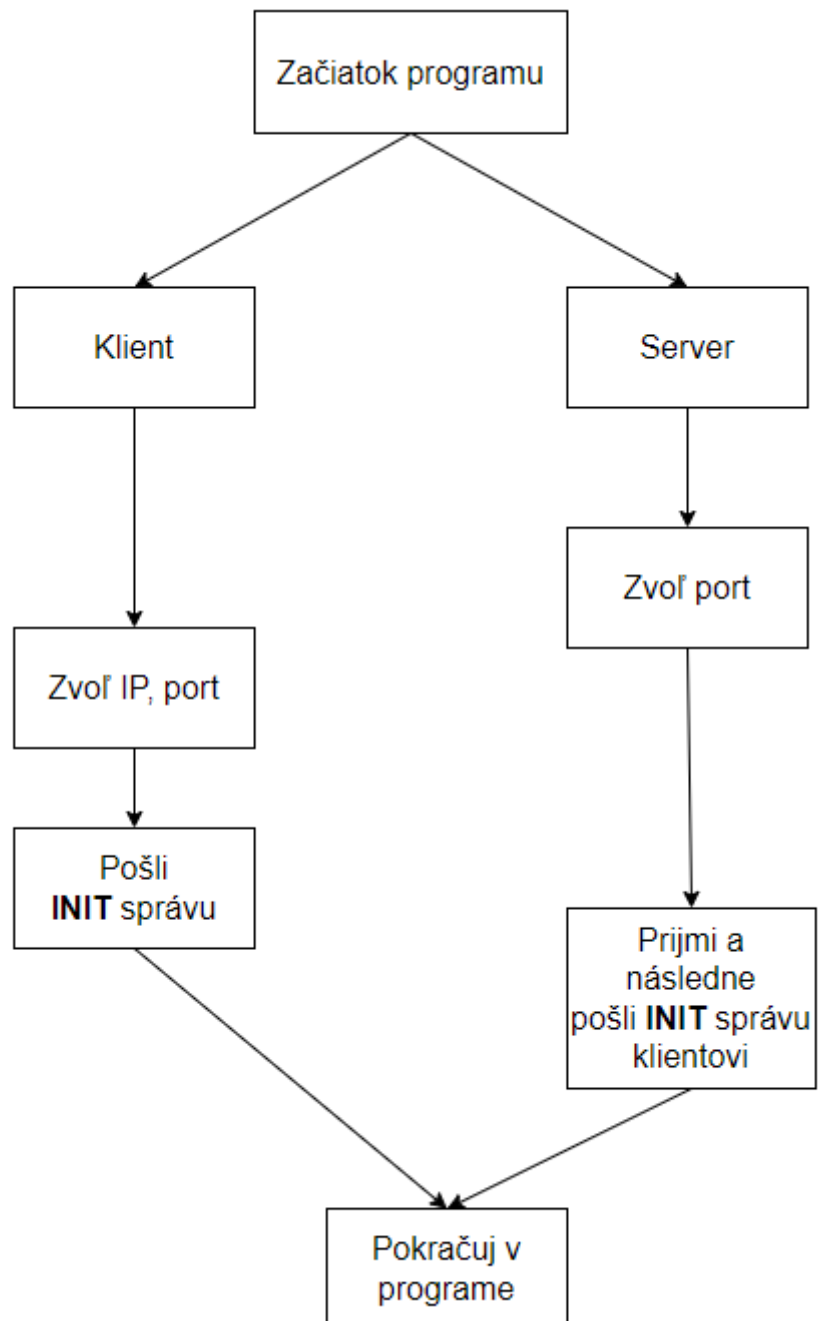 Začiatok programu
Klient
Server
Zvoľ port
Zvoľ IP, port
Pošli
INIT správu
Prijmi a
následne
pošli INIT správu
klientovi
Pokračuj v
programe